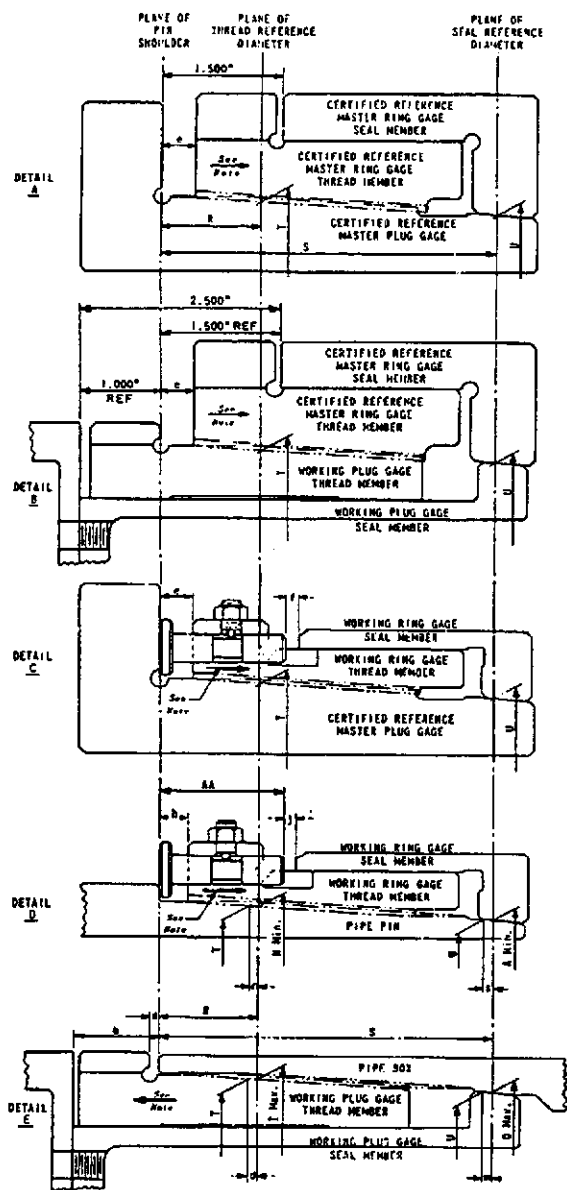 PLANE OF PIN SHOULDER
PLANE OF THREAD REFERENCE DIAMETER
PLANE OF SEAL REFERENCE DIAMETER
DETAIL A
1.500"
CERTIFIED REFERENCE
MASTER RING GAGE
SEAL MEMBER
e
See Note
CERTIFIED REFERENCE
MASTER RING GAGE
THREAD MEMBER
R
CERTIFIED REFERENCE
MASTER PLUG GAGE
S
T
U
DETAIL B
2.500"
1.500" REF
1.000" REF
e
CERTIFIED REFERENCE
MASTER RING GAGE
SEAL MEMBER
See Note
CERTIFIED REFERENCE
MASTER RING GAGE
THREAD MEMBER
T
WORKING PLUG GAGE
THREAD MEMBER
U
WORKING PLUG GAGE
SEAL MEMBER
DETAIL C
e
f
WORKING RING GAGE
SEAL MEMBER
WORKING RING GAGE
THREAD MEMBER
See Note
T
CERTIFIED REFERENCE
MASTER PLUG GAGE
U
DETAIL D
AA
h
j
WORKING RING GAGE
SEAL MEMBER
WORKING RING GAGE
THREAD MEMBER
See Note
T
N Min.
PIPE PIN
A Min.
DETAIL E
R
S
PIPE BOX
See Note
T
WORKING PLUG GAGE
THREAD MEMBER
U
WORKING PLUG GAGE
SEAL MEMBER